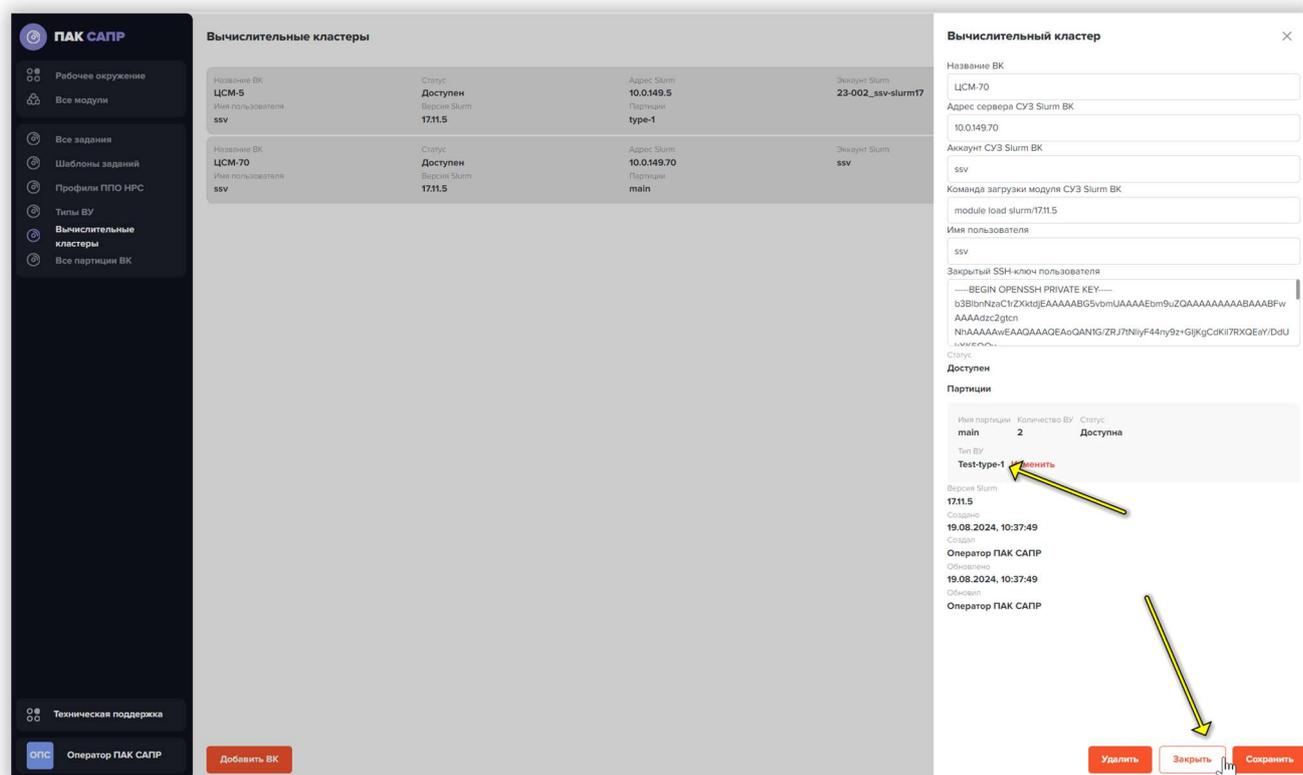 ПАК САПР
Рабочее окружение
Все модули
Все задания
Шаблоны заданий
Профили ППО НРС
Типы ВУ
Вычислительные
кластеры
Все партиции ВК
Техническая поддержка
ОПС Оператор ПАК САПР
Вычислительные кластеры
Название ВК Статус Адрес Slurm Эккаунт Slurm
ЦСМ-5 Доступен 10.0.149.5 23-002_ssv-slurm17
Имя пользователя Версия Slurm Партиции
ssv 17.11.5 type-1
Название ВК Статус Адрес Slurm Эккаунт Slurm
ЦСМ-70 Доступен 10.0.149.70 ssv
Имя пользователя Версия Slurm Партиции
ssv 17.11.5 main
Добавить ВК
Вычислительный кластер
Название ВК
ЦСМ-70
Адрес сервера СУЗ Slurm ВК
10.0.149.70
Аккаунт СУЗ Slurm ВК
ssv
Команда загрузки модуля СУЗ Slurm ВК
module load slurm/17.11.5
Имя пользователя
ssv
Закрытый SSH-ключ пользователя
-----BEGIN OPENSSH PRIVATE KEY-----
b3BlbnNzaC1rZXktdjEAAAAABG5vbmUAAAAEbm9uZQAAAAAAAAABAAABFw
AAAAdzc2gtcn
NhAAAAAwEAAQAAAQEAoQAN1G/ZRJ7tNliyF44ny9z+GIjKgCdKiI7RXQEaY/DdU
Статус
Доступен
Партиции
Имя партиции Количество ВУ Статус
main 2 Доступна
Тип ВУ
Test-type-1 Изменить
Версия Slurm
17.11.5
Создано
19.08.2024, 10:37:49
Создал
Оператор ПАК САПР
Обновлено
19.08.2024, 10:37:49
Обновил
Оператор ПАК САПР
Удалить Закрыть Сохранить